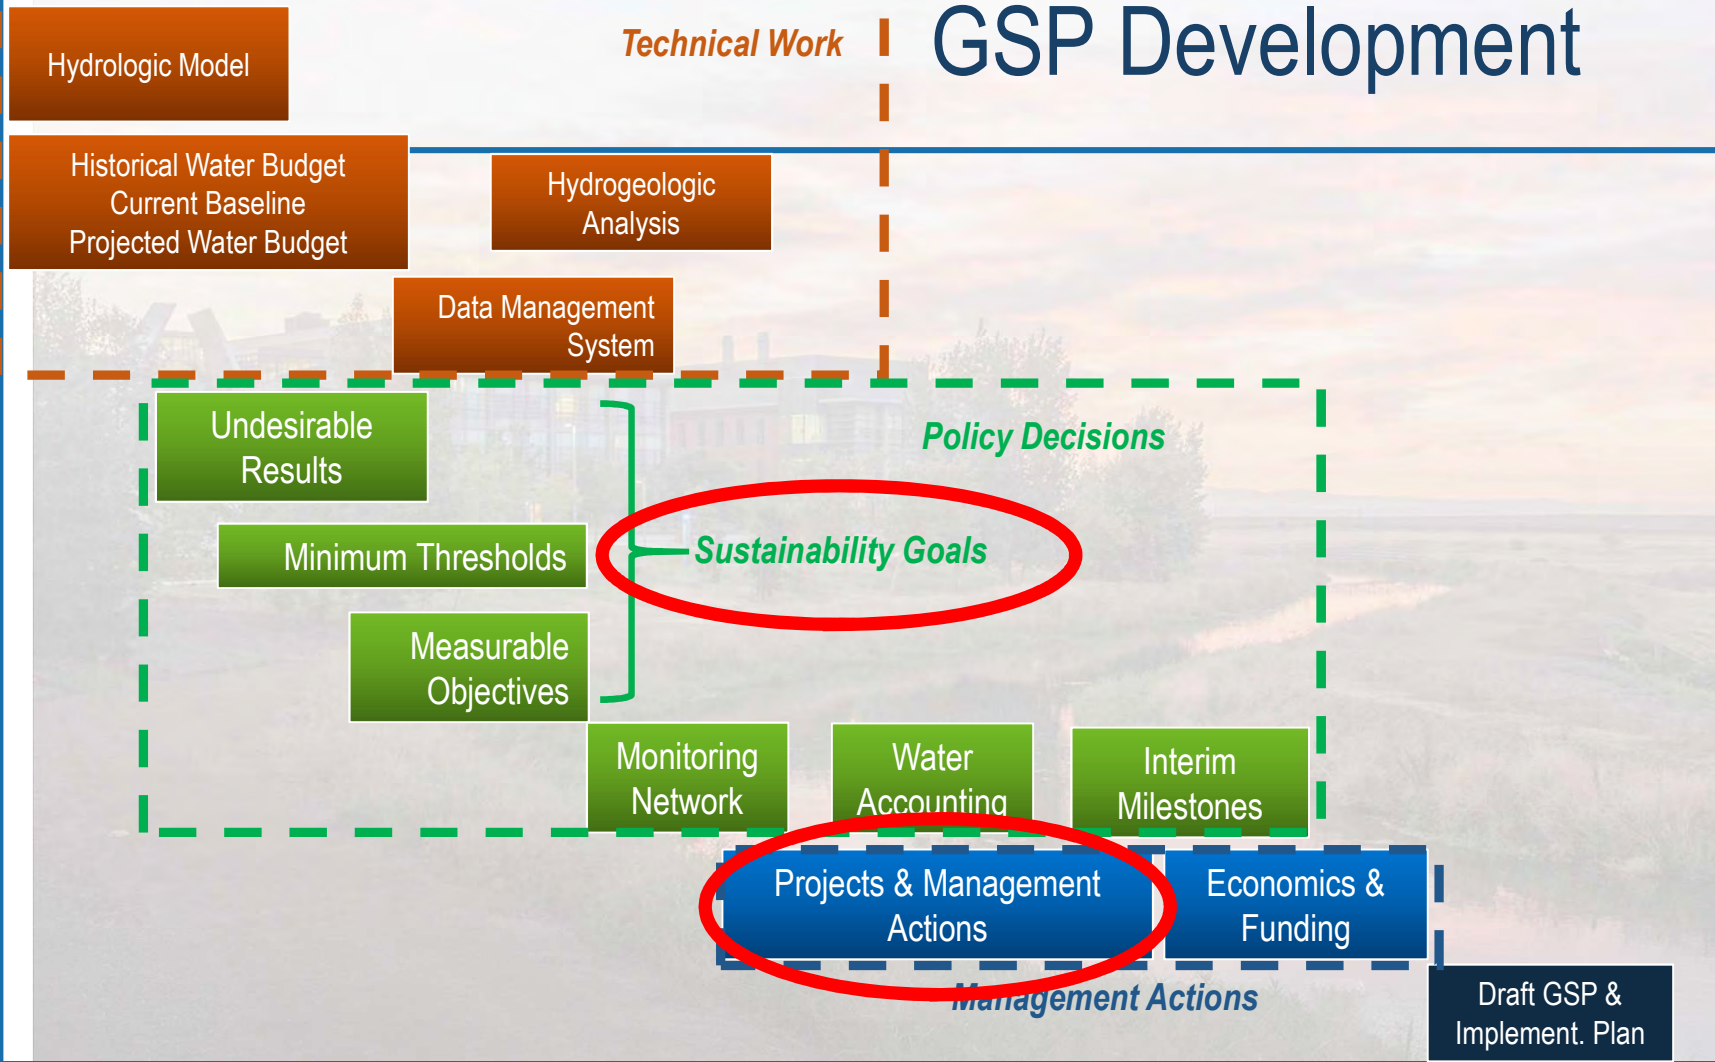 GSP Development
Technical Work
Hydrologic Model
Historical Water Budget
Current Baseline
Projected Water Budget
Hydrogeologic
Analysis
Data Management
System
Undesirable
Results
Policy Decisions
Minimum Thresholds
Sustainability Goals
Measurable
Objectives
Monitoring
Network
Water
Accounting
Interim
Milestones
Projects & Management
Actions
Economics &
Funding
Management Actions
Draft GSP &
Implement. Plan